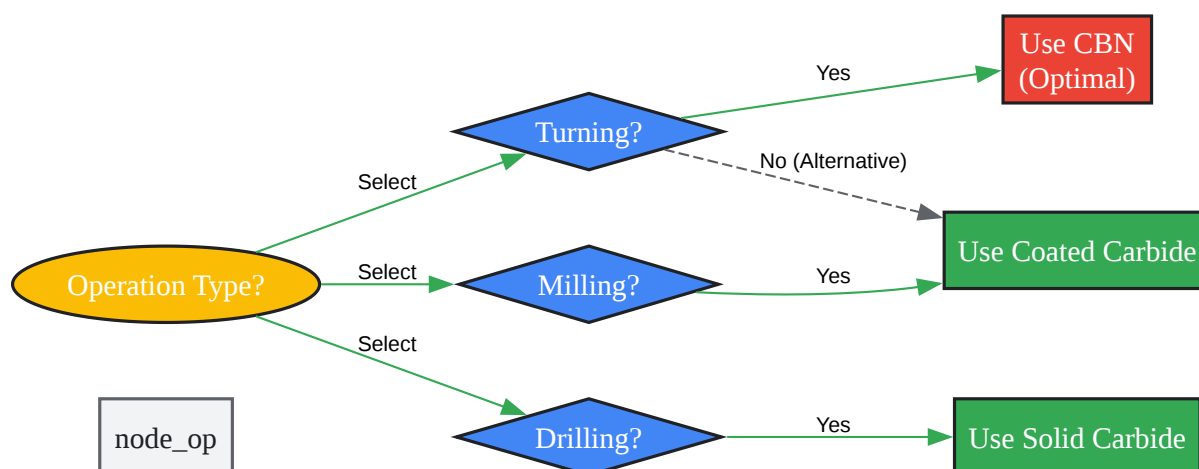 Use CBN
(Optimal)
Yes
Turning?
No (Alternative)
Select
Use Coated Carbide
Operation Type?
Select
Milling?
Yes
Select
node_op
Drilling?
Yes
Use Solid Carbide